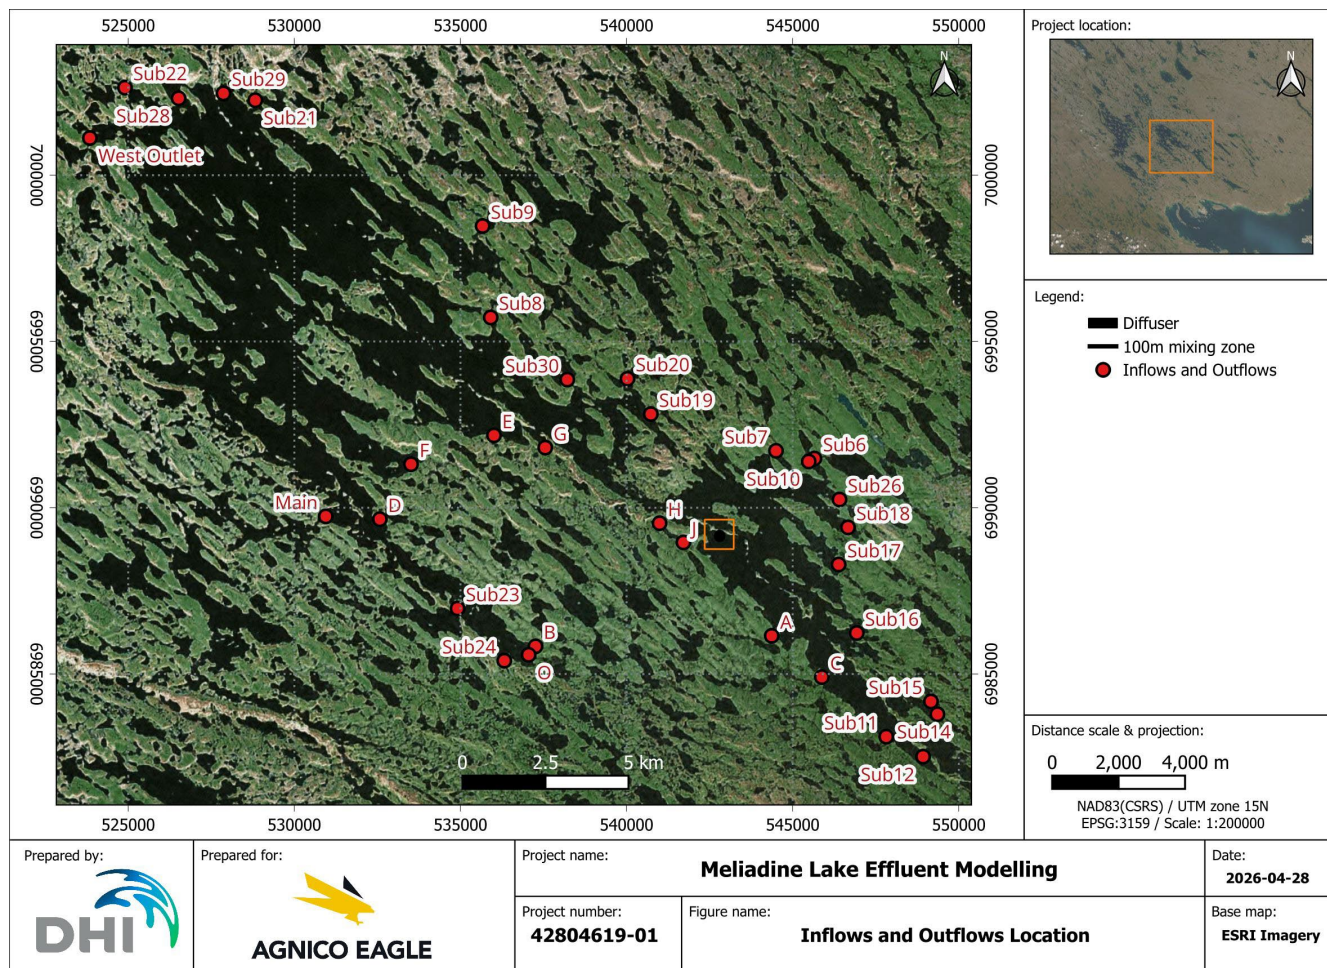 525000 530000 535000 540000 545000 550000
Project location:
N
N
Sub22
Sub29
Sub28
Sub21
West Outlet
7000000
7000000
Sub9
Sub8
6995000
6995000
Sub30
Sub20
Sub19
E
G
F
Sub7
Sub6
Sub10
Sub26
Main
D
H
Sub18
J
6990000
6990000
Sub17
Sub23
B
A
Sub16
Sub24
O
C
6985000
6985000
Sub15
Sub11
Sub14
Sub12
0 2.5 5 km
525000 530000 535000 540000 545000 550000
Legend:
Diffuser
100m mixing zone
Inflows and Outflows
Distance scale & projection:
0 2,000 4,000 m
NAD83(CSRS) / UTM zone 15N
EPSG:3159 / Scale: 1:200000
Prepared by:
DHI
Prepared for:
AGNICO EAGLE
Project name:
Meliadine Lake Effluent Modelling
Date:
2026-04-28
Project number:
42804619-01
Figure name:
Inflows and Outflows Location
Base map:
ESRI Imagery